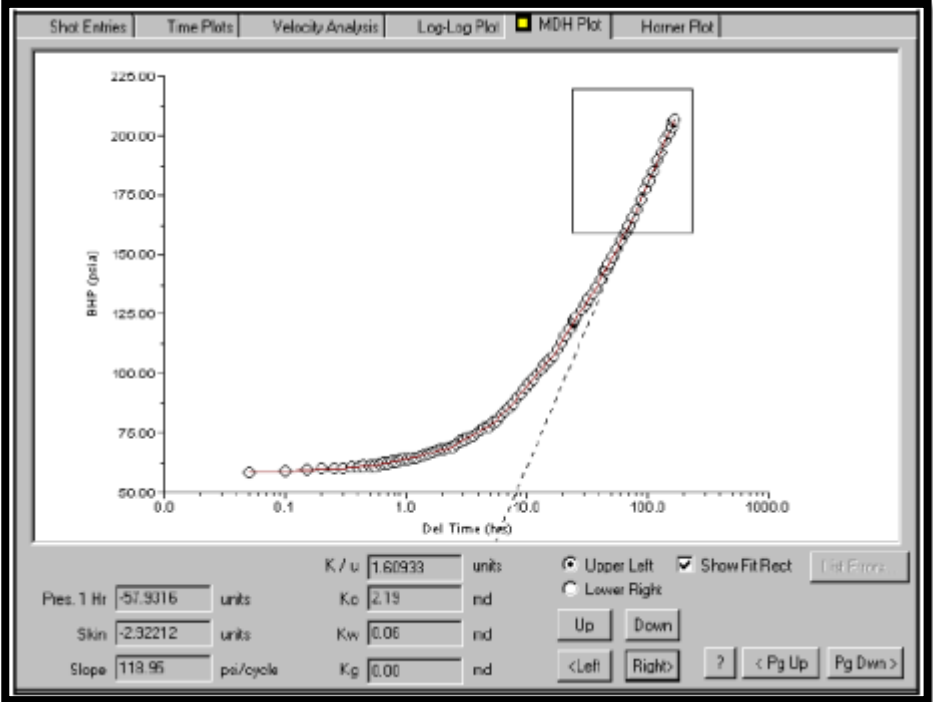 Shot Entries Time Plots Velocity Analysis Log-Log Plot MDH Plot Horner Plot
225.00
200.00
175.00
150.00
125.00
100.00
75.00
50.00
BHP (psia)
0.0 0.1 1.0 10.0 100.0 1000.0
Del Time (hrs)
K / u 1.60933 units
Pres. 1 Hr -57.9316 units
Ko 2.19 md
Skin -2.92212 units
Kw 0.06 md
Slope 118.95 psi/cycle
Kg 0.00 md
Upper Left Show Fit Rect List Errors...
Lower Right
Up Down
<Left Right> ? < Pg Up Pg Dwn >